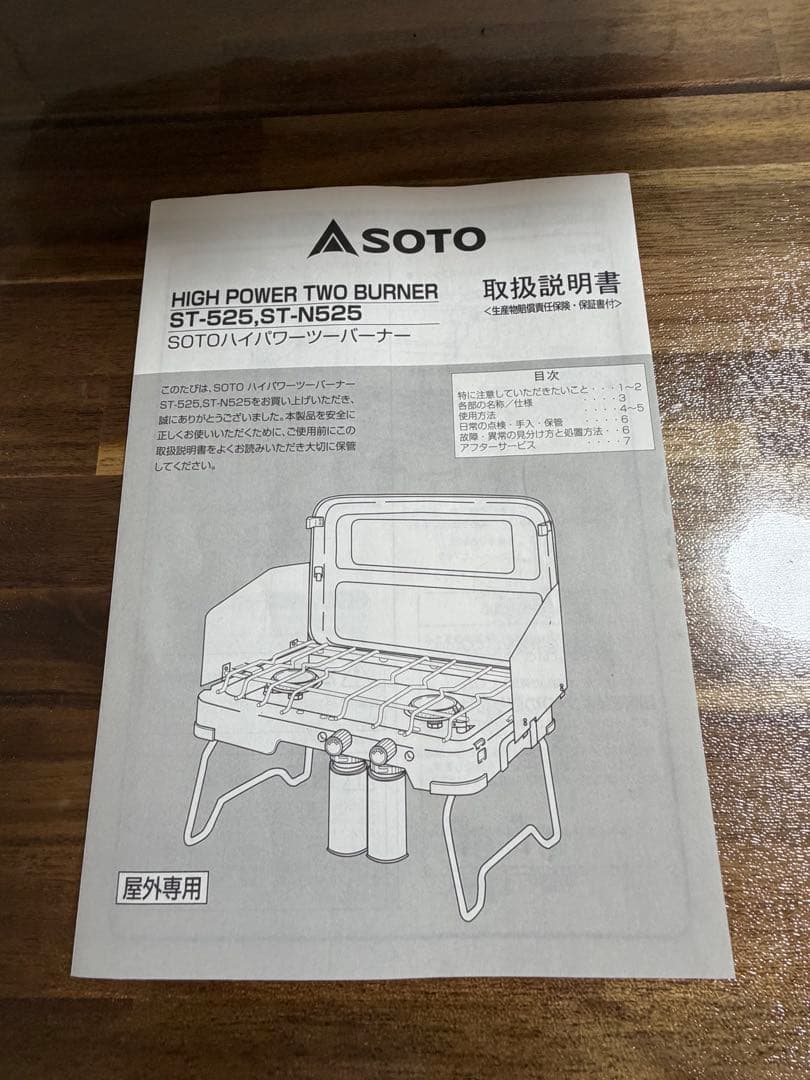 SOTO
HIGH POWER TWO BURNER
ST-525,ST-N525
SOTOハイパワーツーバーナー
取扱説明書
<生産物賠償責任保険・保証書付>
このたびは、SOTO ハイパワーツーバーナー
ST-525,ST-N525をお買い上げいただき、
誠にありがとうございました。本製品を安全に
正しくお使いいただくために、ご使用前にこの
取扱説明書をよくお読みいただき大切に保管
してください。
目次
特に注意していただきたいこと・・・1〜2
各部の名称／仕様 ・・・・3
使用方法 ・・・・4〜5
日常の点検・手入・保管 ・・・・6
故障・異常の見分け方と処置方法・・6
アフターサービス ・・・・7
屋外専用